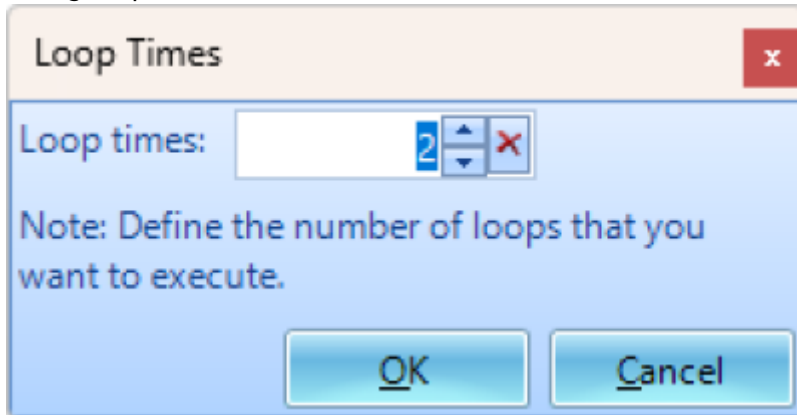 Loop Times
x
Loop times:
2
Note: Define the number of loops that you
want to execute.
OK
Cancel